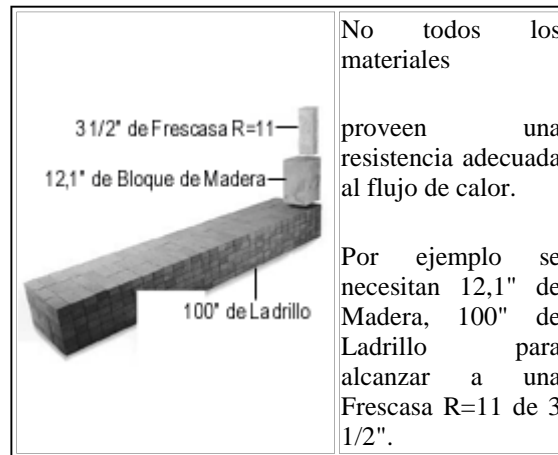 3 1/2" de Frescasa R=11
12,1" de Bloque de Madera
100" de Ladrillo
No todos los
materiales
proveen una
resistencia adecuada
al flujo de calor.
Por ejemplo se
necesitan 12,1" de
Madera, 100" de
Ladrillo para
alcanzar a una
Frescasa R=11 de 3
1/2".